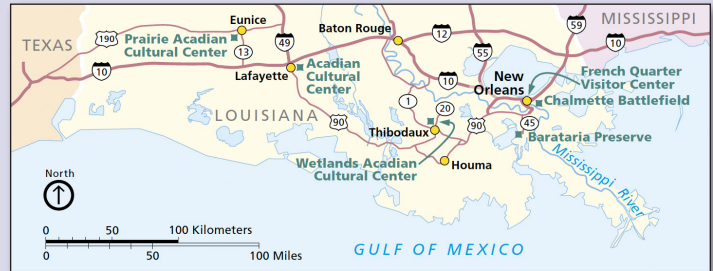 MISSISSIPPI
TEXAS
190
Prairie Acadian
Cultural Center
Eunice
13
49
Baton Rouge
12
59
10
55
10
Lafayette
Acadian
Cultural
Center
10
New
Orleans
French Quarter
Visitor Center
Chalmette Battlefield
LOUISIANA
90
1
20
Thibodaux
90
45
Barataria Preserve
Wetlands Acadian
Cultural Center
Houma
Mississippi River
North
0 50 100 Kilometers
0 50 100 Miles
GULF OF MEXICO